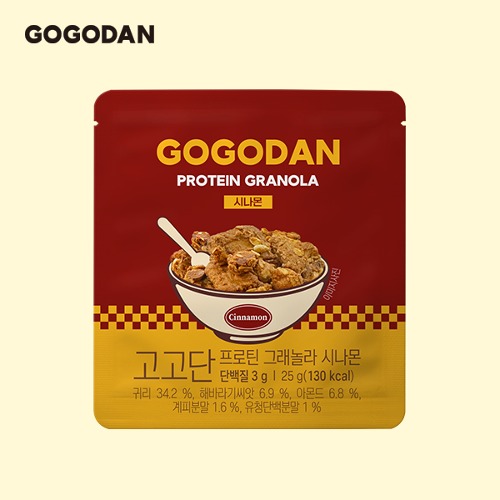 GOGODAN
GOGODAN
PROTEIN GRANOLA
시나몬
Cinnamon
이미지사진
고고단 프로틴 그래놀라 시나몬
단백질 3 g | 25 g(130 kcal)
귀리 34.2 %, 해바라기씨앗 6.9 %, 아몬드 6.8 %,
계피분말 1.6 %, 유청단백분말 1 %